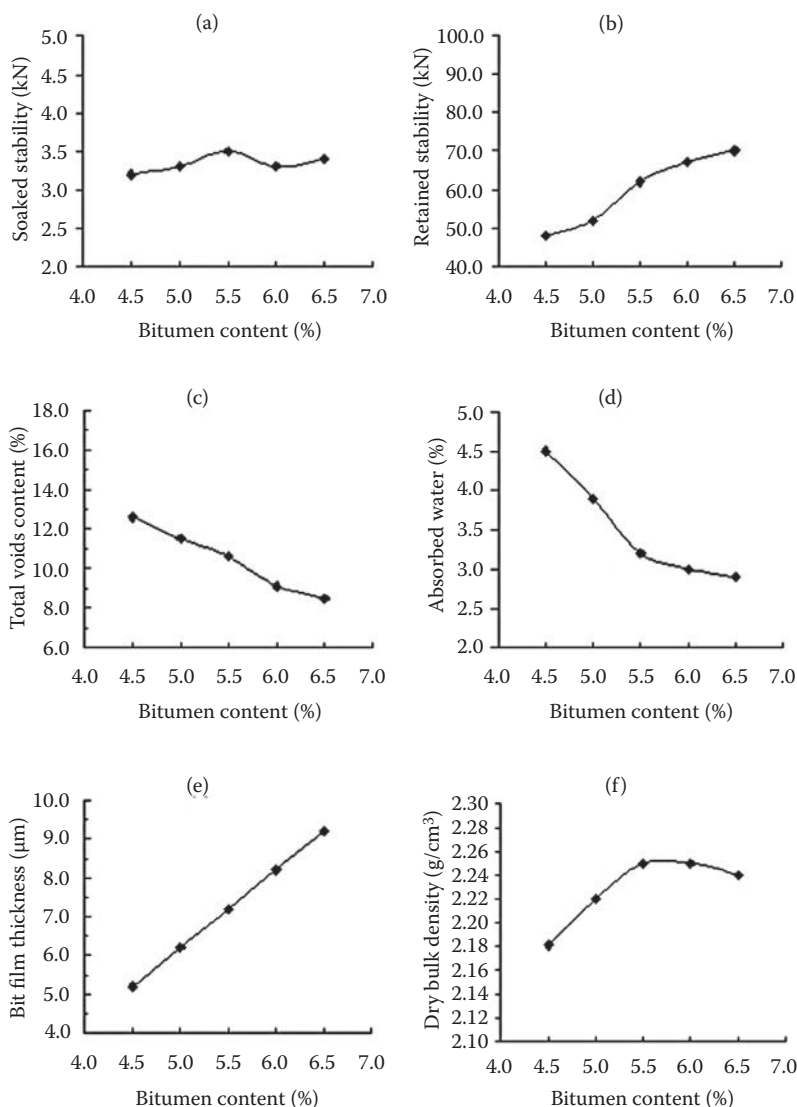 (a)
5.0
4.5
4.0
3.5
3.0
2.5
2.0
Soaked stability (kN)
4.0 4.5 5.0 5.5 6.0 6.5 7.0
Bitumen content (%)
(b)
100.0
90.0
80.0
70.0
60.0
50.0
40.0
Retained stability (kN)
4.0 4.5 5.0 5.5 6.0 6.5 7.0
Bitumen content (%)
(c)
18.0
16.0
14.0
12.0
10.0
8.0
6.0
Total voids content (%)
4.0 4.5 5.0 5.5 6.0 6.5 7.0
Bitumen content (%)
(d)
5.0
4.5
4.0
3.5
3.0
2.5
2.0
Absorbed water (%)
4.0 4.5 5.0 5.5 6.0 6.5 7.0
Bitumen content (%)
(e)
10.0
9.0
8.0
7.0
6.0
5.0
4.0
Bit film thickness (μm)
4.0 4.5 5.0 5.5 6.0 6.5 7.0
Bitumen content (%)
(f)
2.30
2.28
2.26
2.24
2.22
2.20
2.18
2.16
2.14
2.12
2.10
Dry bulk density (g/cm³)
4.0 4.5 5.0 5.5 6.0 6.5 7.0
Bitumen content (%)